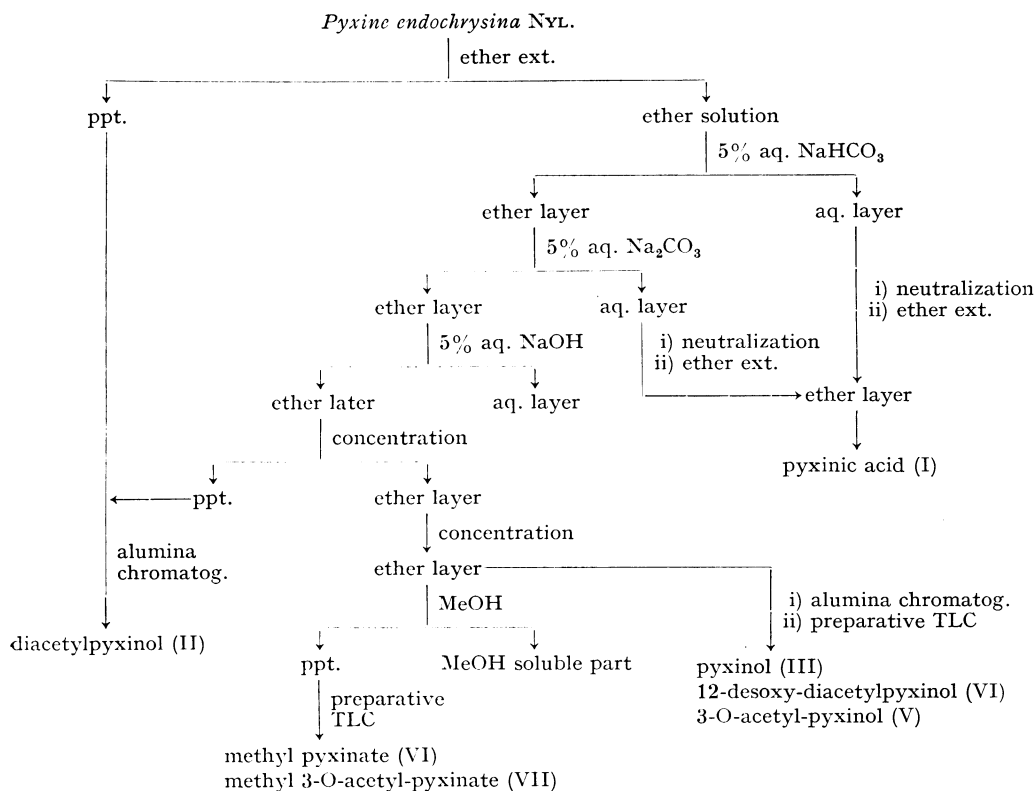 Pyxine endochrysina NYL.
ether ext.
ppt.
ether solution
5% aq. NaHCO₃
ether layer
aq. layer
5% aq. Na₂CO₃
i) neutralization
ii) ether ext.
ether layer
aq. layer
5% aq. NaOH
i) neutralization
ii) ether ext.
ether later
aq. layer
ether layer
concentration
pyxinic acid (I)
ppt.
ether layer
concentration
alumina
chromatog.
ether layer
MeOH
i) alumina chromatog.
ii) preparative TLC
diacetylpyxinol (II)
ppt.
MeOH soluble part
pyxinol (III)
12-desoxy-diacetylpyxinol (VI)
3-O-acetyl-pyxinol (V)
preparative
TLC
methyl pyxinate (VI)
methyl 3-O-acetyl-pyxinate (VII)